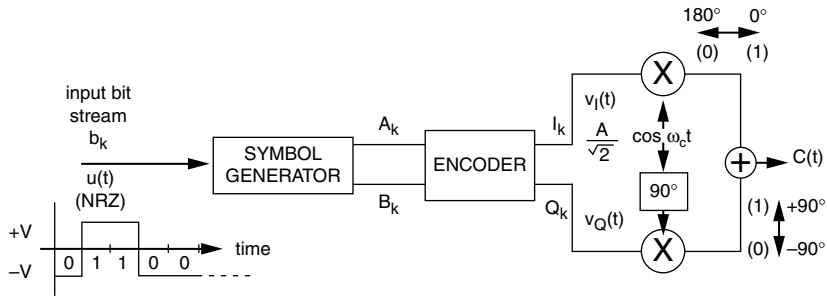 180° 0°
(0) (1)
X
input bit
stream
b_k
u(t)
(NRZ)
SYMBOL
GENERATOR
A_k
B_k
ENCODER
I_k
Q_k
v_I(t)
A
√2
cos ω_c t
90°
v_Q(t)
X
+
C(t)
(1) +90°
(0) –90°
+V
–V
0 1 1 0 0
time